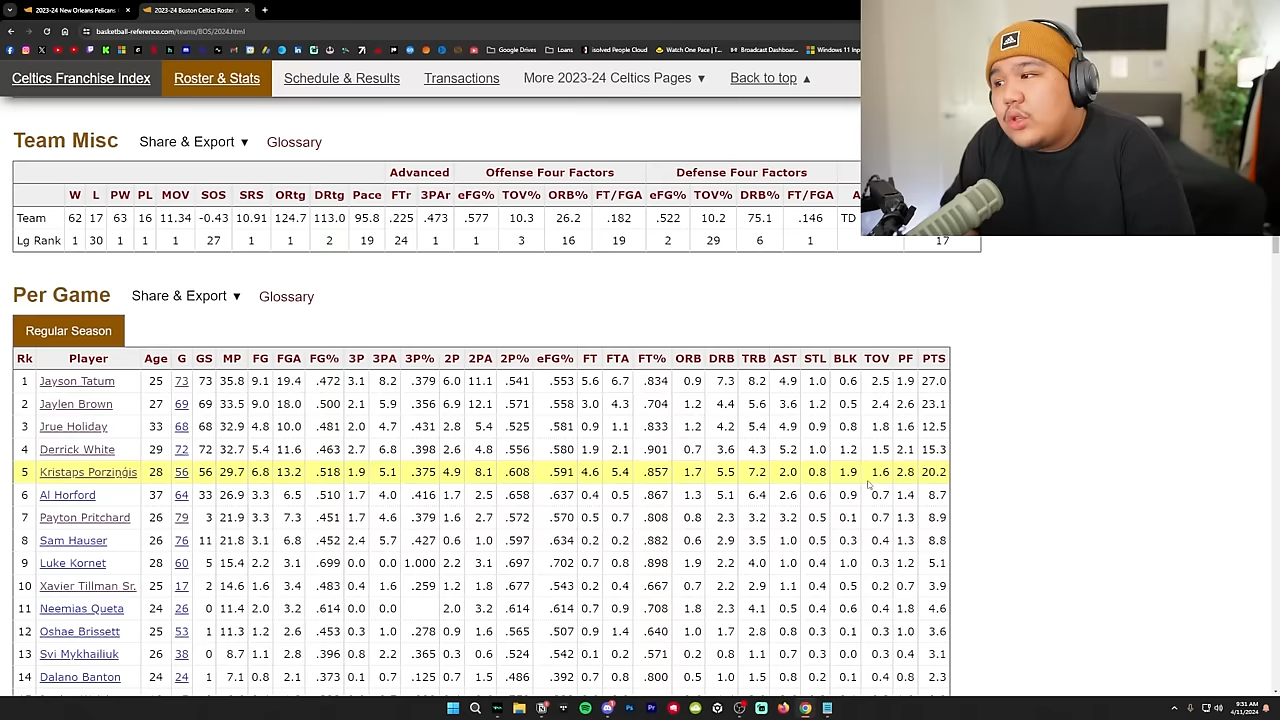 2023-24 New Orleans Pelicans
2023-24 Boston Celtics Roster
basketball-reference.com/teams/BOS/2024.html
Google Drives Loans isolved People Cloud Watch One Pace | T... Broadcast Dashboard... Windows 11 Inp
Celtics Franchise Index Roster & Stats Schedule & Results Transactions More 2023-24 Celtics Pages ▼ Back to top ▲
Team Misc Share & Export ▼ Glossary
Advanced Offense Four Factors Defense Four Factors
W L PW PL MOV SOS SRS ORtg DRtg Pace FTr 3PAr eFG% TOV% ORB% FT/FGA eFG% TOV% DRB% FT/FGA A
Team 62 17 63 16 11.34 -0.43 10.91 124.7 113.0 95.8 .225 .473 .577 10.3 26.2 .182 .522 10.2 75.1 .146 TD
Lg Rank 1 30 1 1 1 27 1 1 2 19 24 1 1 3 16 19 2 29 6 1 17
Per Game Share & Export ▼ Glossary
Regular Season
Rk Player Age G GS MP FG FGA FG% 3P 3PA 3P% 2P 2PA 2P% eFG% FT FTA FT% ORB DRB TRB AST STL BLK TOV PF PTS
1 Jayson Tatum 25 73 73 35.8 9.1 19.4 .472 3.1 8.2 .379 6.0 11.1 .541 .553 5.6 6.7 .834 0.9 7.3 8.2 4.9 1.0 0.6 2.5 1.9 27.0
2 Jaylen Brown 27 69 69 33.5 9.0 18.0 .500 2.1 5.9 .356 6.9 12.1 .571 .558 3.0 4.3 .704 1.2 4.4 5.6 3.6 1.2 0.5 2.4 2.6 23.1
3 Jrue Holiday 33 68 68 32.9 4.8 10.0 .481 2.0 4.7 .431 2.8 5.4 .525 .581 0.9 1.1 .833 1.2 4.2 5.4 4.9 0.9 0.8 1.8 1.6 12.5
4 Derrick White 29 72 72 32.7 5.4 11.6 .463 2.7 6.8 .398 2.6 4.8 .556 .580 1.9 2.1 .901 0.7 3.6 4.3 5.2 1.0 1.2 1.5 2.1 15.3
5 Kristaps Porziņģis 28 56 56 29.7 6.8 13.2 .518 1.9 5.1 .375 4.9 8.1 .608 .591 4.6 5.4 .857 1.7 5.5 7.2 2.0 0.8 1.9 1.6 2.8 20.2
6 Al Horford 37 64 33 26.9 3.3 6.5 .510 1.7 4.0 .416 1.7 2.5 .658 .637 0.4 0.5 .867 1.3 5.1 6.4 2.6 0.6 0.9 0.7 1.4 8.7
7 Payton Pritchard 26 79 3 21.9 3.3 7.3 .451 1.7 4.6 .379 1.6 2.7 .572 .570 0.5 0.7 .808 0.8 2.3 3.2 3.2 0.5 0.1 0.7 1.3 8.9
8 Sam Hauser 26 76 11 21.8 3.1 6.8 .452 2.4 5.7 .427 0.6 1.0 .597 .634 0.2 0.2 .882 0.6 2.9 3.5 1.0 0.5 0.3 0.4 1.3 8.8
9 Luke Kornet 28 60 5 15.4 2.2 3.1 .699 0.0 0.0 1.000 2.2 3.1 .697 .702 0.7 0.8 .898 1.9 2.2 4.0 1.0 0.4 1.0 0.3 1.2 5.1
10 Xavier Tillman Sr. 25 17 2 14.6 1.6 3.4 .483 0.4 1.6 .259 1.2 1.8 .677 .543 0.2 0.4 .667 0.7 2.2 2.9 1.1 0.4 0.5 0.2 0.7 3.9
11 Neemias Queta 24 26 0 11.4 2.0 3.2 .614 0.0 0.0 2.0 3.2 .614 .614 0.7 0.9 .708 1.8 2.3 4.1 0.5 0.4 0.6 0.4 1.8 4.6
12 Oshae Brissett 25 53 1 11.3 1.2 2.6 .453 0.3 1.0 .278 0.9 1.6 .565 .507 0.9 1.4 .640 1.0 1.7 2.8 0.8 0.3 0.1 0.3 1.0 3.6
13 Svi Mykhailiuk 26 38 0 8.7 1.1 2.8 .396 0.8 2.2 .365 0.3 0.6 .524 .542 0.1 0.2 .571 0.2 0.8 1.1 0.7 0.3 0.0 0.3 0.4 3.1
14 Dalano Banton 24 24 1 7.1 0.8 2.1 .373 0.1 0.7 .125 0.7 1.5 .486 .392 0.7 0.8 .800 0.5 1.0 1.5 0.8 0.2 0.1 0.4 0.8 2.3
9:31 AM
4/11/2024